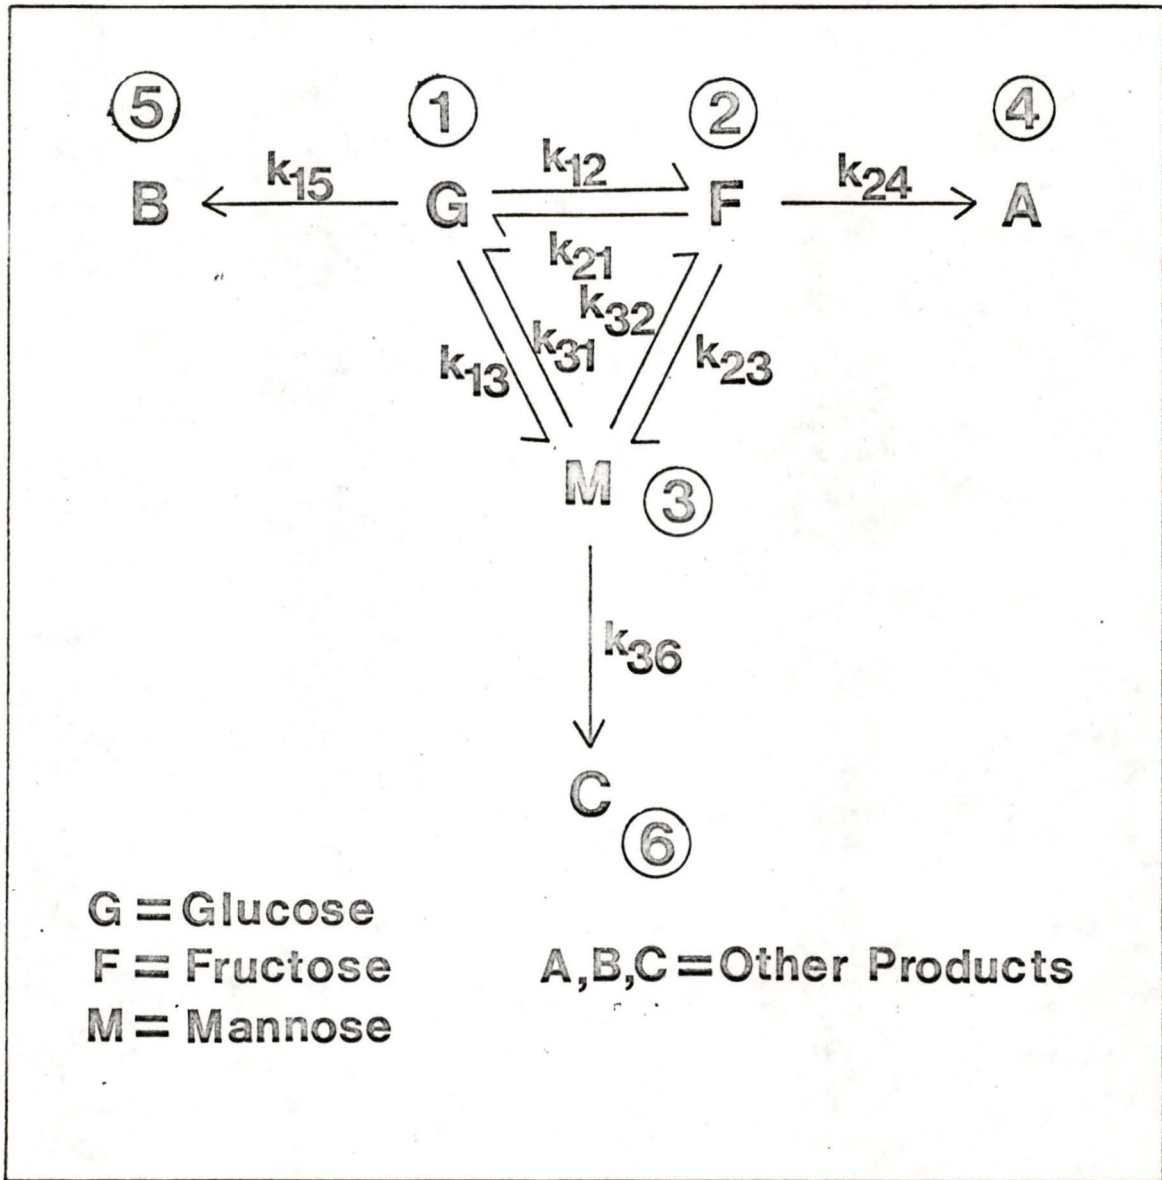 5 1 2 4
k12
k15 k24
B G F A
k21
k32
k31
k13 k23
M 3
k36
C
6
G = Glucose
F = Fructose A,B,C = Other Products
M = Mannose